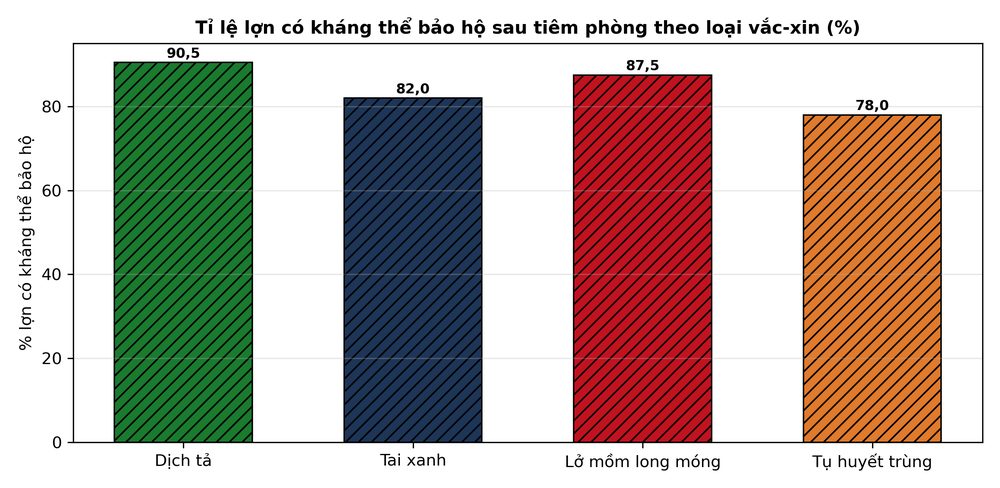 Tỉ lệ lợn có kháng thể bảo hộ sau tiêm phòng theo loại vắc-xin (%)
% lợn có kháng thể bảo hộ
80
60
40
20
0
90,5
82,0
87,5
78,0
Dịch tả
Tai xanh
Lở mồm long móng
Tụ huyết trùng